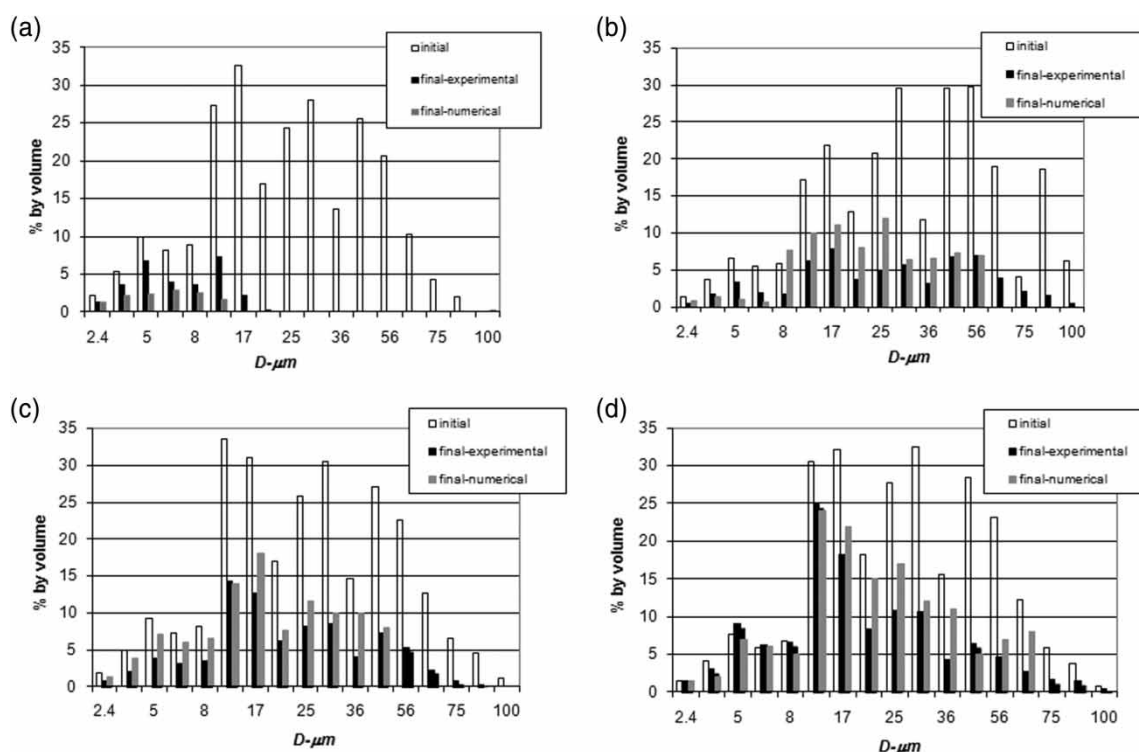 (a)
35
30
25
20
15
10
5
0
% by volume
initial
final-experimental
final-numerical
2.4 5 8 17 25 36 56 75 100
D-μm
(b)
35
30
25
20
15
10
5
0
% by volume
initial
final-experimental
final-numerical
2.4 5 8 17 25 36 56 75 100
D-μm
(c)
35
30
25
20
15
10
5
0
% by volume
initial
final-experimental
final-numerical
2.4 5 8 17 25 36 56 75 100
D-μm
(d)
35
30
25
20
15
10
5
0
% by volume
initial
final-experimental
final-numerical
2.4 5 8 17 25 36 56 75 100
D-μm